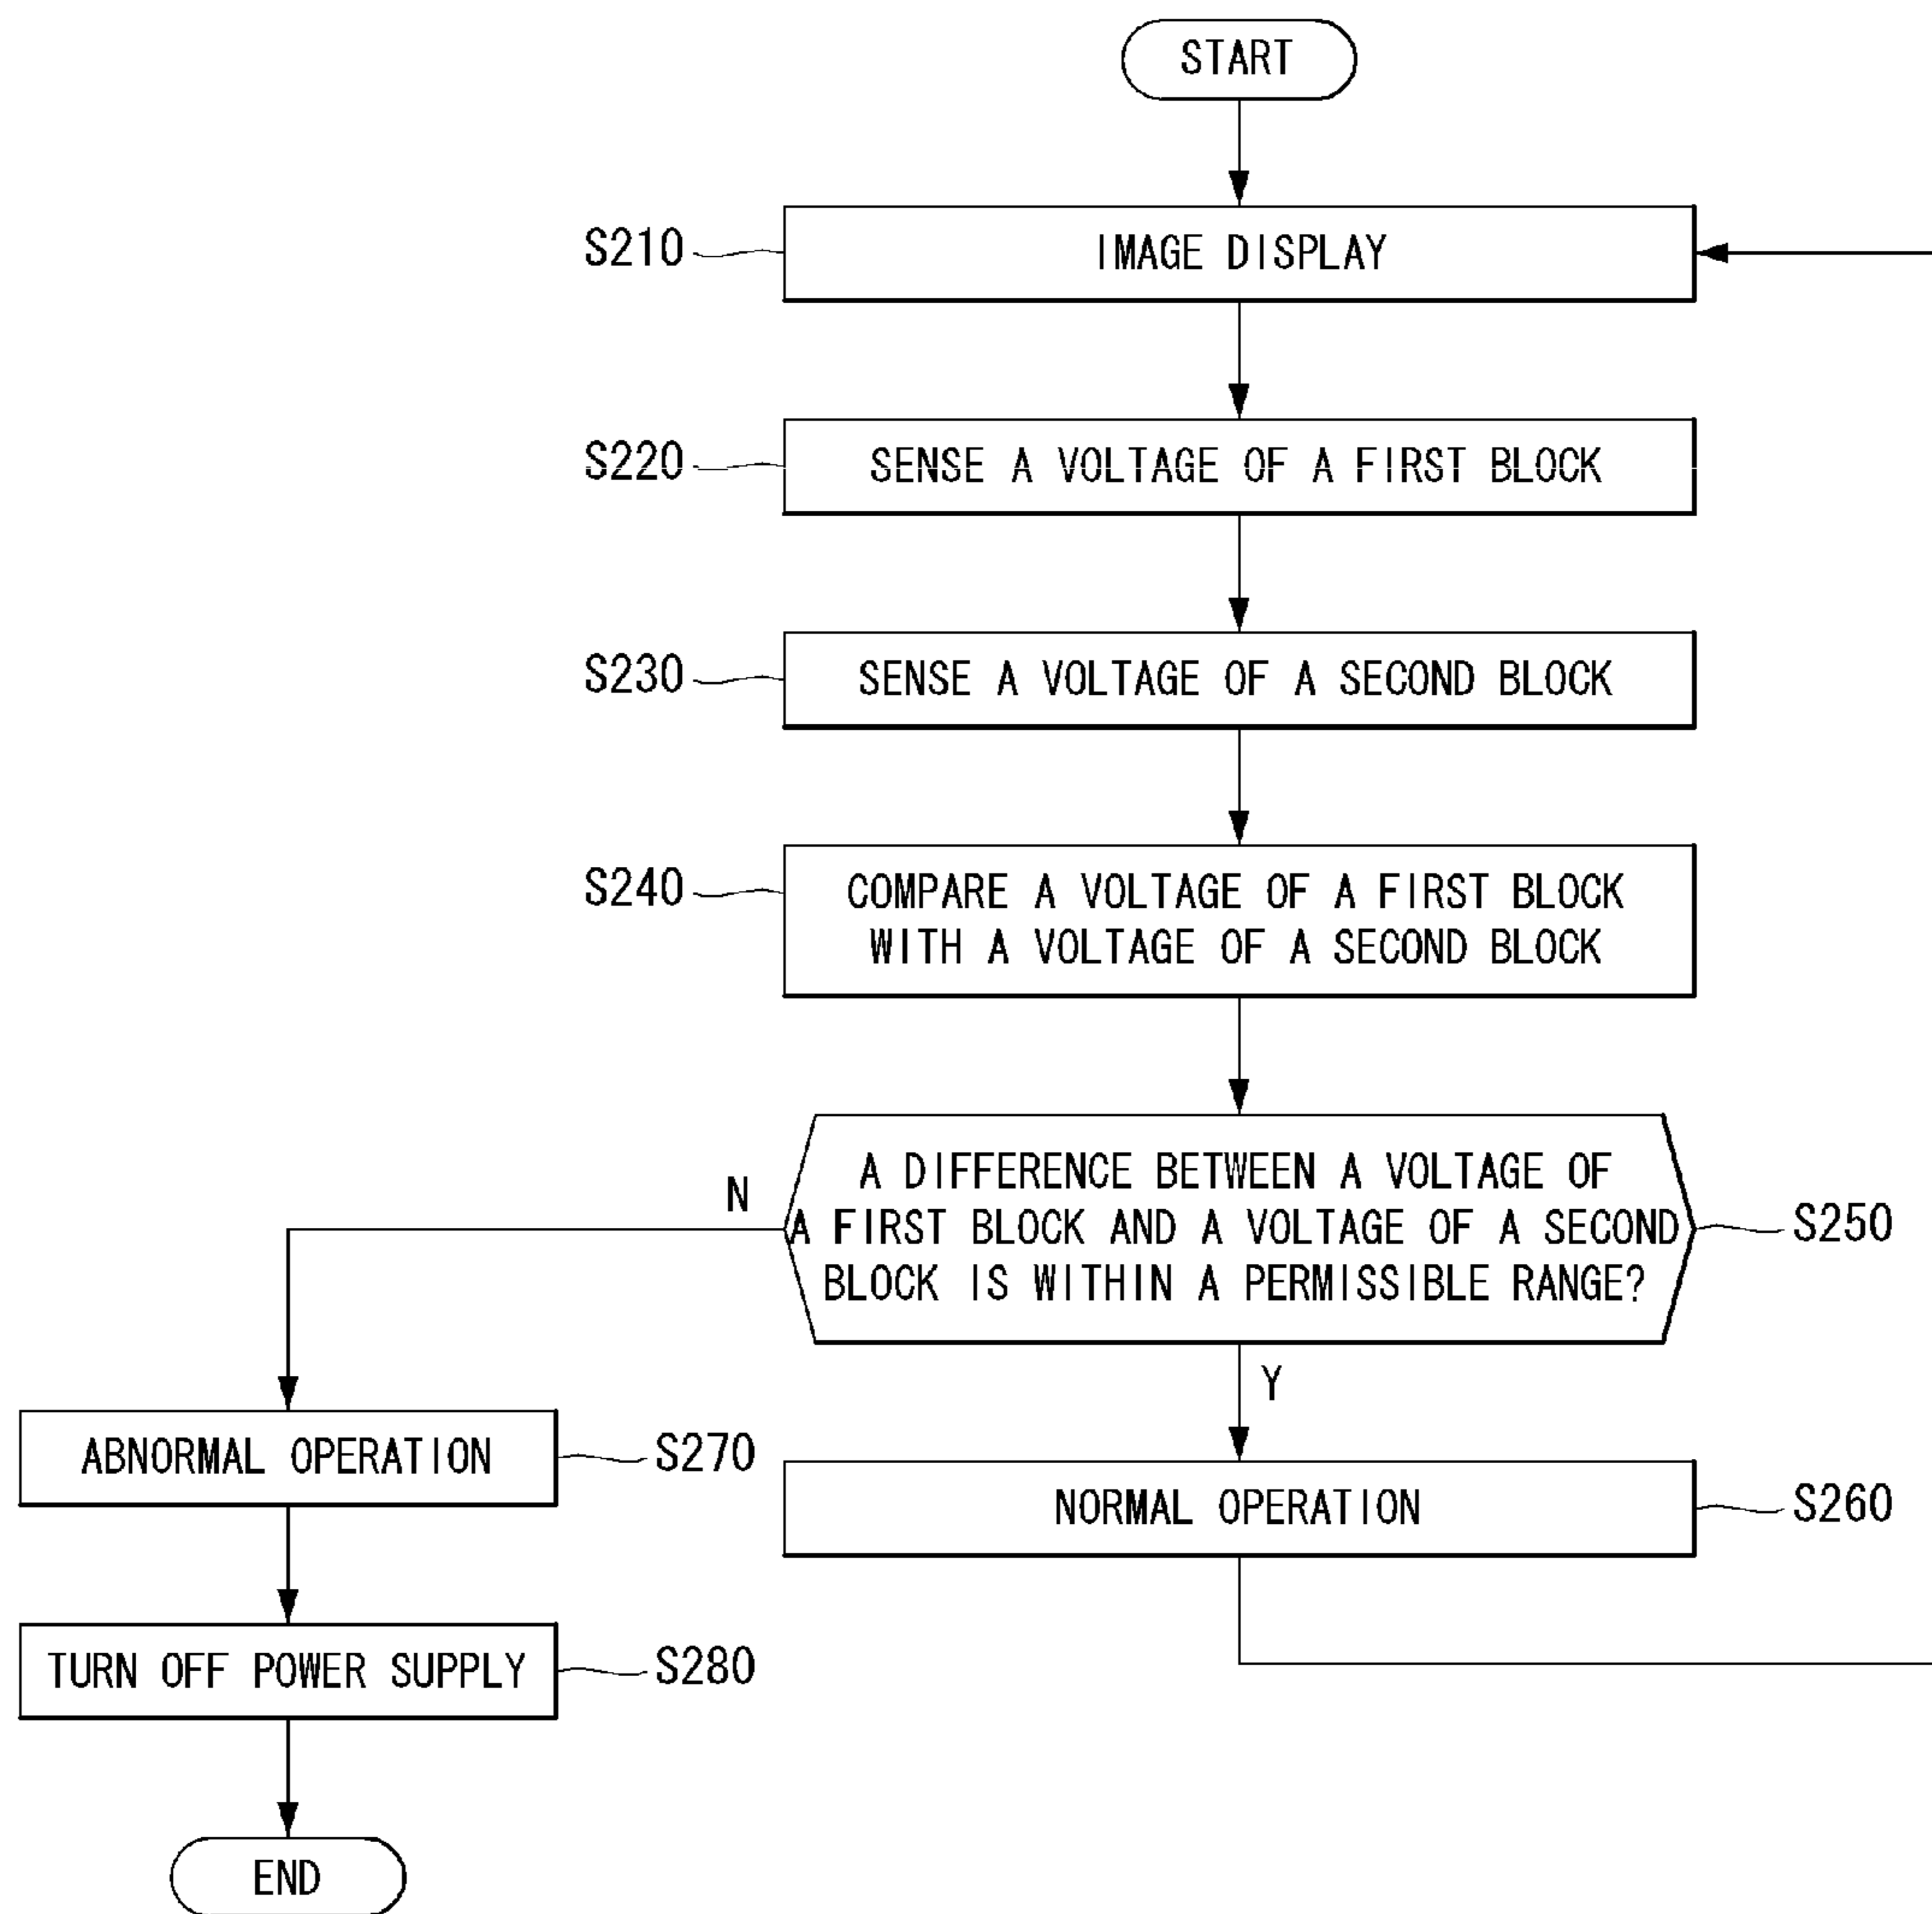 START
S210
IMAGE DISPLAY
S220
SENSE A VOLTAGE OF A FIRST BLOCK
S230
SENSE A VOLTAGE OF A SECOND BLOCK
S240
COMPARE A VOLTAGE OF A FIRST BLOCK
WITH A VOLTAGE OF A SECOND BLOCK
A DIFFERENCE BETWEEN A VOLTAGE OF
A FIRST BLOCK AND A VOLTAGE OF A SECOND
BLOCK IS WITHIN A PERMISSIBLE RANGE?
S250
N
Y
ABNORMAL OPERATION
S270
NORMAL OPERATION
S260
TURN OFF POWER SUPPLY
S280
END